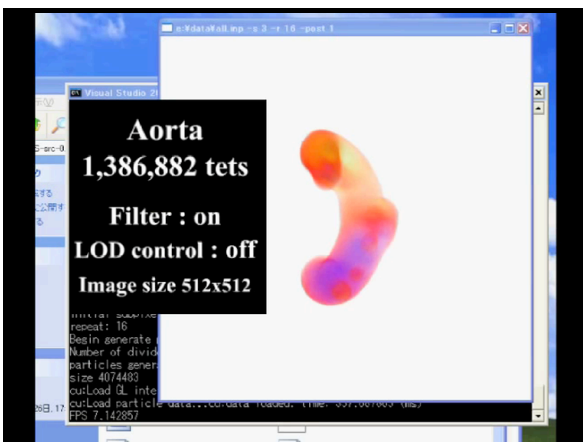 e:¥data¥all.inp -s 3 -r 16 -post 1
Visual Studio 20
Aorta
1,386,882 tets
Filter : on
LOD control : off
Image size 512x512
repeat: 16
Begin generate
Number of divid
particles gener
size 4074483
cu:Load GL inte
cu:Load particle data...cu:data loaded.
FPS 7.142857